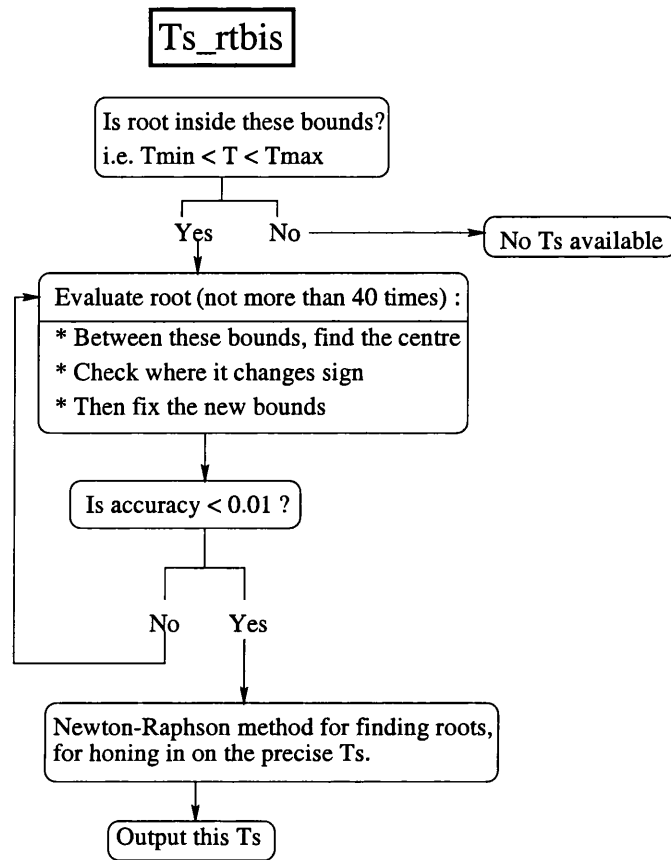 Ts_rtbis
Is root inside these bounds?
i.e. Tmin < T < Tmax
Yes No
No Ts available
Evaluate root (not more than 40 times) :
* Between these bounds, find the centre
* Check where it changes sign
* Then fix the new bounds
Is accuracy < 0.01 ?
No Yes
Newton-Raphson method for finding roots,
for honing in on the precise Ts.
Output this Ts